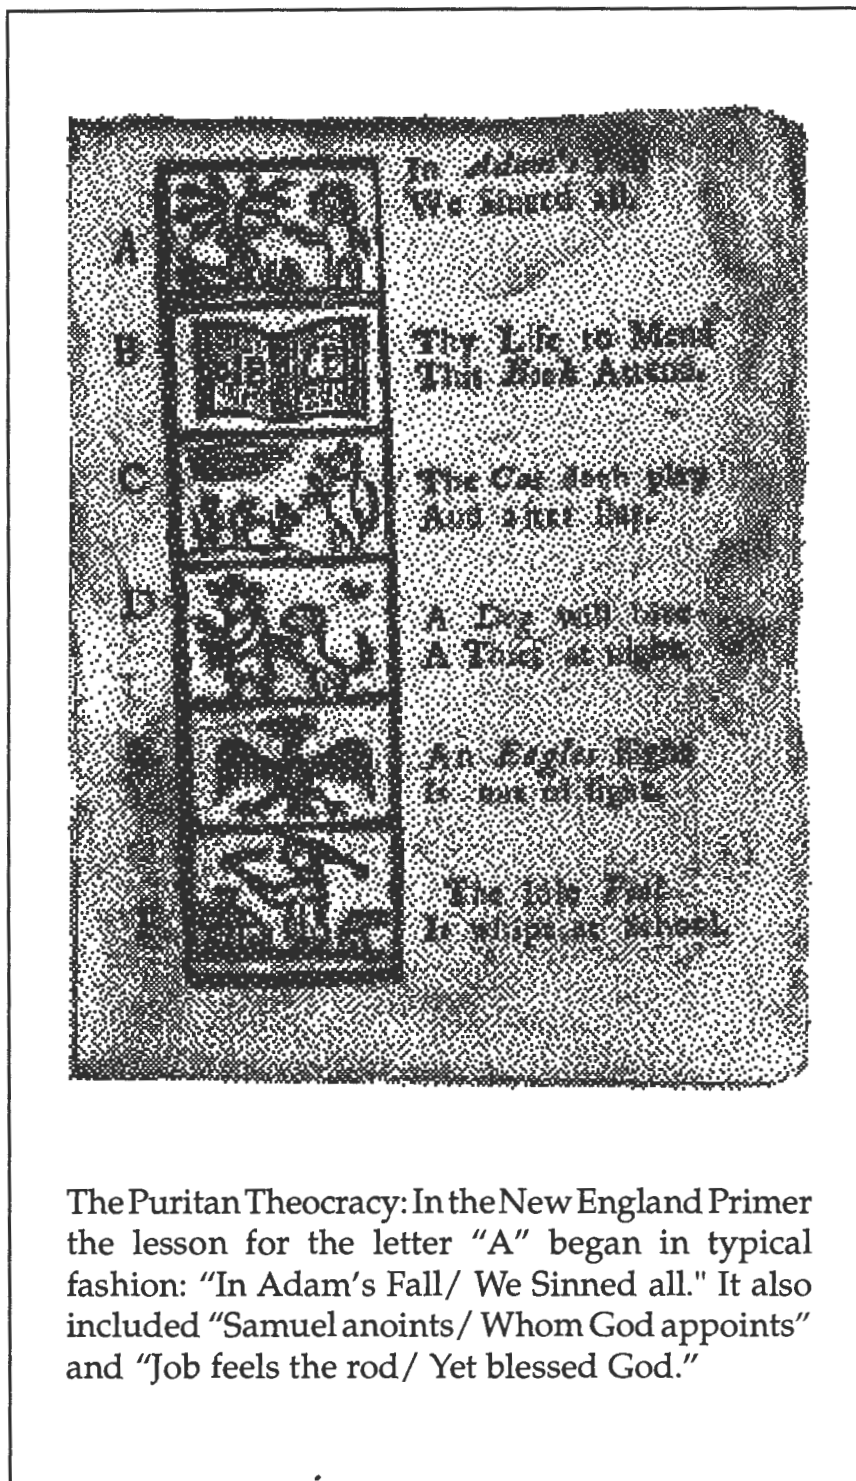 A
In Adam's Fall
We sinned all.
B
Thy Life to Mend
This Book Attend.
C
The Cat doth play
And after slay.
D
A Dog will bite
A Thief at night.
An Eagles flight
Is out of sight.
The Idle Fool
Is whipt at School.
The Puritan Theocracy: In the New England Primer
the lesson for the letter “A” began in typical
fashion: “In Adam’s Fall/ We Sinned all." It also
included “Samuel anoints/ Whom God appoints”
and “Job feels the rod/ Yet blessed God.”